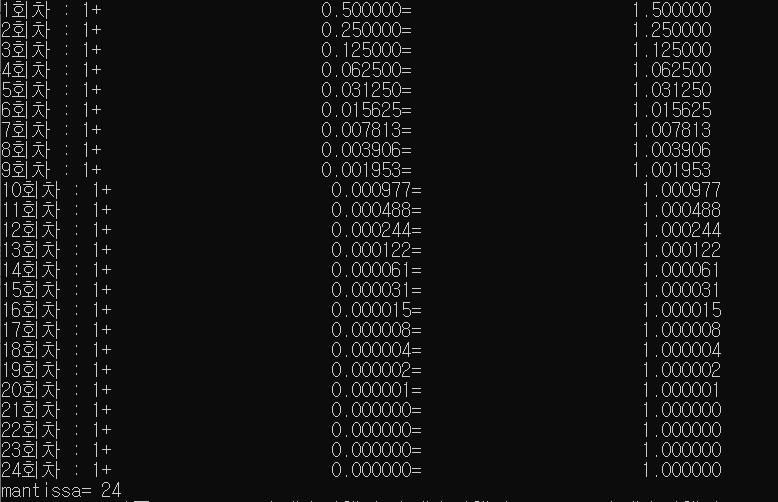 1회차 : 1+ 0.500000= 1.500000
2회차 : 1+ 0.250000= 1.250000
3회차 : 1+ 0.125000= 1.125000
4회차 : 1+ 0.062500= 1.062500
5회차 : 1+ 0.031250= 1.031250
6회차 : 1+ 0.015625= 1.015625
7회차 : 1+ 0.007813= 1.007813
8회차 : 1+ 0.003906= 1.003906
9회차 : 1+ 0.001953= 1.001953
10회차 : 1+ 0.000977= 1.000977
11회차 : 1+ 0.000488= 1.000488
12회차 : 1+ 0.000244= 1.000244
13회차 : 1+ 0.000122= 1.000122
14회차 : 1+ 0.000061= 1.000061
15회차 : 1+ 0.000031= 1.000031
16회차 : 1+ 0.000015= 1.000015
17회차 : 1+ 0.000008= 1.000008
18회차 : 1+ 0.000004= 1.000004
19회차 : 1+ 0.000002= 1.000002
20회차 : 1+ 0.000001= 1.000001
21회차 : 1+ 0.000000= 1.000000
22회차 : 1+ 0.000000= 1.000000
23회차 : 1+ 0.000000= 1.000000
24회차 : 1+ 0.000000= 1.000000
mantissa= 24